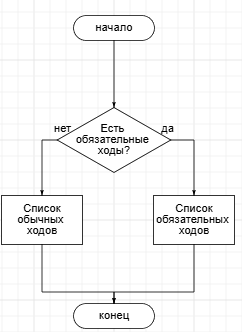 начало
Есть
обязательные
ходы?
нет
да
Список
обычных
ходов
Список
обязательных
ходов
конец